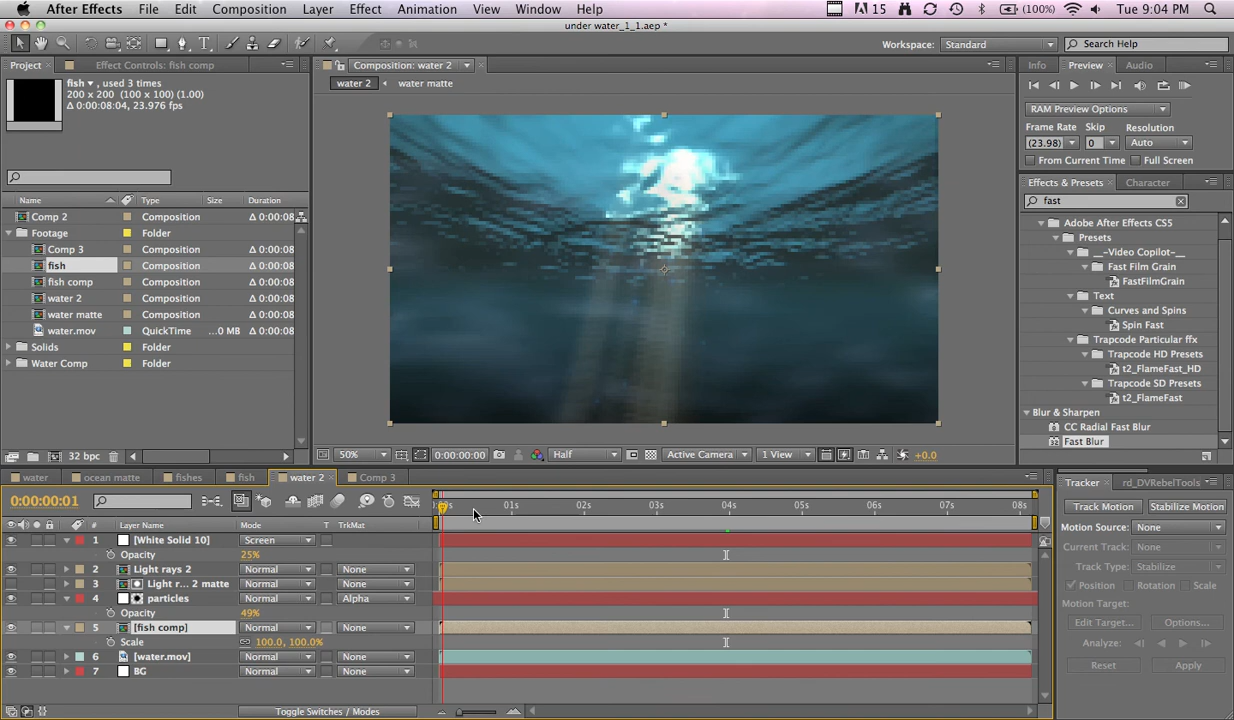 After Effects File Edit Composition Layer Effect Animation View Window Help 15 (100%) Tue 9:04 PM
under water_1_1.aep *
Workspace: Standard Search Help
Project Effect Controls: fish comp Composition: water 2 Info Preview Audio
fish , used 3 times
200 x 200 (100 x 100) (1.00)
Δ 0:00:08:04, 23.976 fps
water 2 water matte
RAM Preview Options
Frame Rate Skip Resolution
(23.98) 0 Auto
From Current Time Full Screen
Effects & Presets Character
fast
Name Type Size Duration
Comp 2 Composition Δ 0:00:08
Footage Folder
Comp 3 Composition Δ 0:00:08
fish Composition Δ 0:00:08
fish comp Composition Δ 0:00:08
water 2 Composition Δ 0:00:08
water matte Composition Δ 0:00:08
water.mov QuickTime ...0 MB Δ 0:00:08
Solids Folder
Water Comp Folder
Adobe After Effects CS5
Presets
__-Video Copilot-__
Fast Film Grain
FastFilmGrain
Text
Curves and Spins
Spin Fast
Trapcode Particular ffx
Trapcode HD Presets
t2_FlameFast_HD
Trapcode SD Presets
t2_FlameFast
Blur & Sharpen
CC Radial Fast Blur
Fast Blur
32 bpc 50% 0:00:00:00 Half Active Camera 1 View +0.0
water ocean matte fishes fish water 2 Comp 3
Tracker rd_DVRebelTools
0:00:00:01
01s 02s 03s 04s 05s 06s 07s 08s
# Layer Name Mode T TrkMat
1 [White Solid 10] Screen
Opacity 25%
2 Light rays 2 Normal None
3 Light r... 2 matte Normal None
4 particles Normal Alpha
Opacity 49%
5 [fish comp] Normal None
Scale 100.0, 100.0%
6 [water.mov] Normal None
7 BG Normal None
Toggle Switches / Modes
Track Motion Stabilize Motion
Motion Source: None
Current Track: None
Track Type: Stabilize
Position Rotation Scale
Motion Target:
Edit Target... Options...
Analyze:
Reset Apply